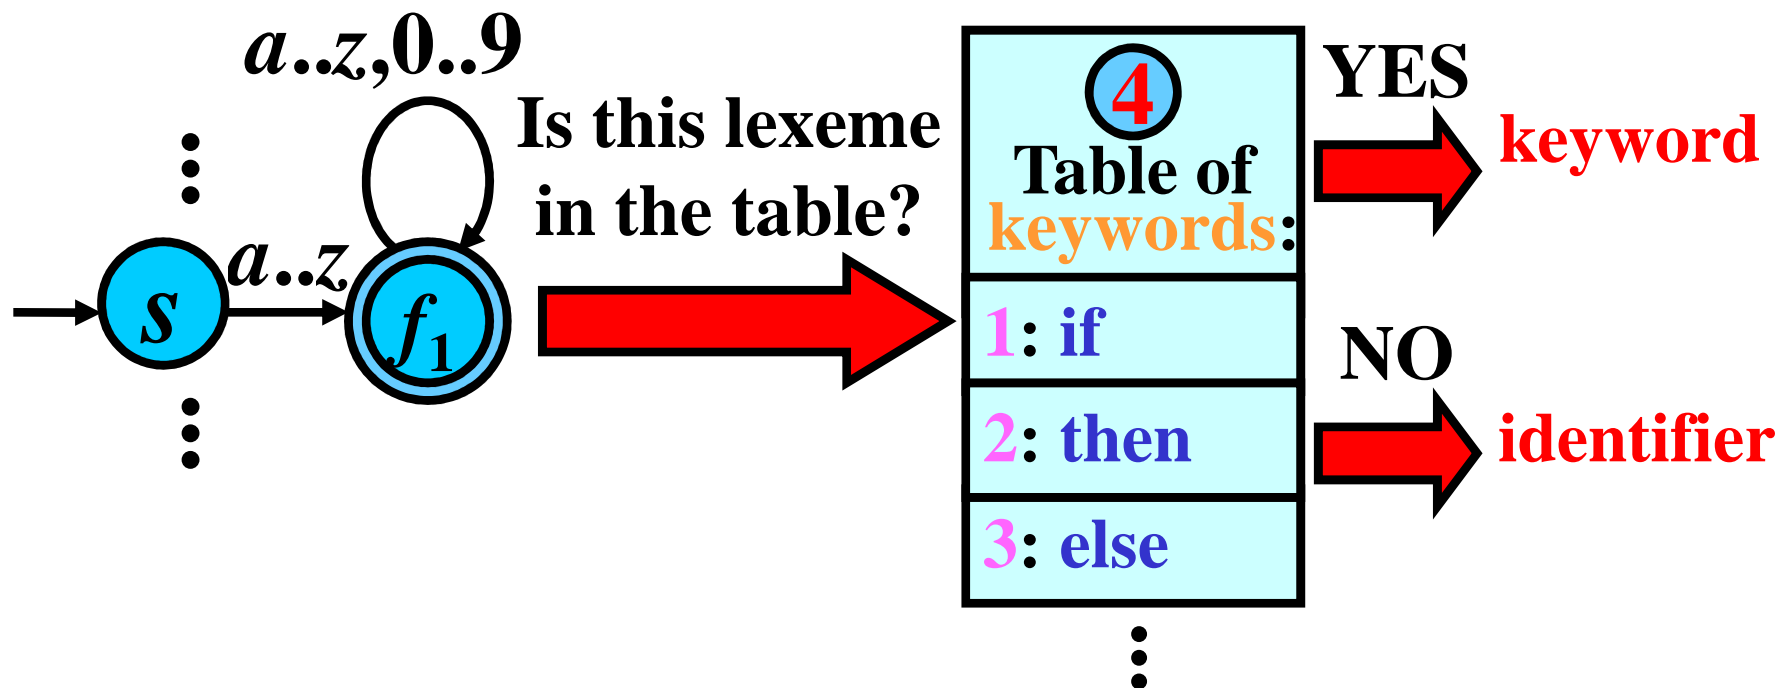 a..z,0..9
Is this lexeme
in the table?
s
a..z
f1
4
Table of
keywords:
1: if
2: then
3: else
YES
keyword
NO
identifier